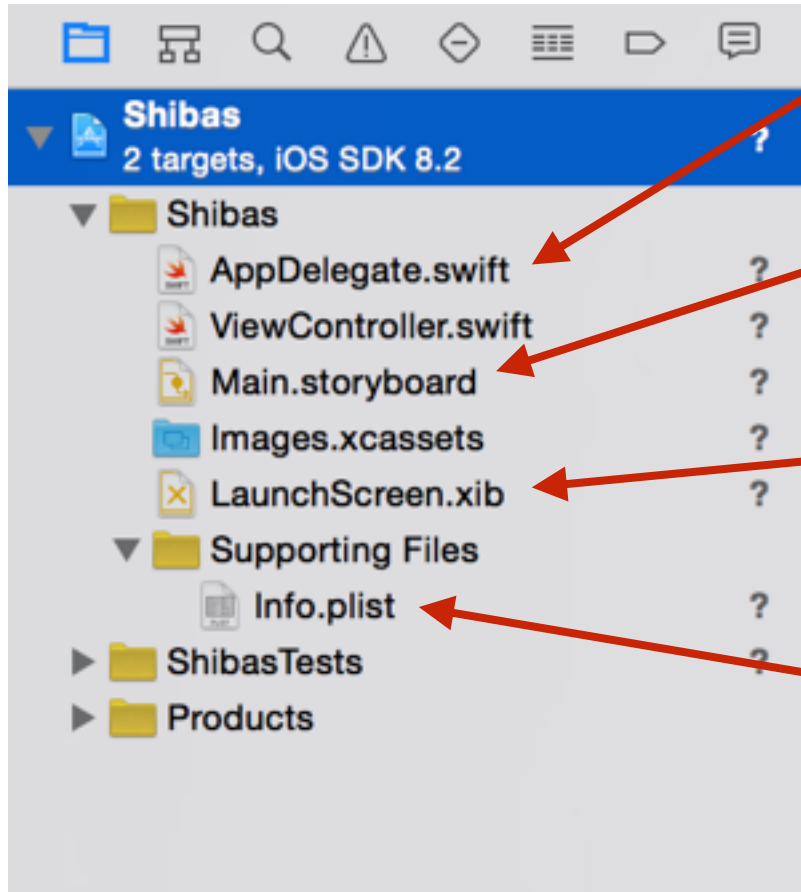 Shibas
2 targets, iOS SDK 8.2
?
Shibas
AppDelegate.swift ?
ViewController.swift ?
Main.storyboard ?
Images.xcassets ?
LaunchScreen.xib ?
Supporting Files
Info.plist ?
ShibasTests ?
Products